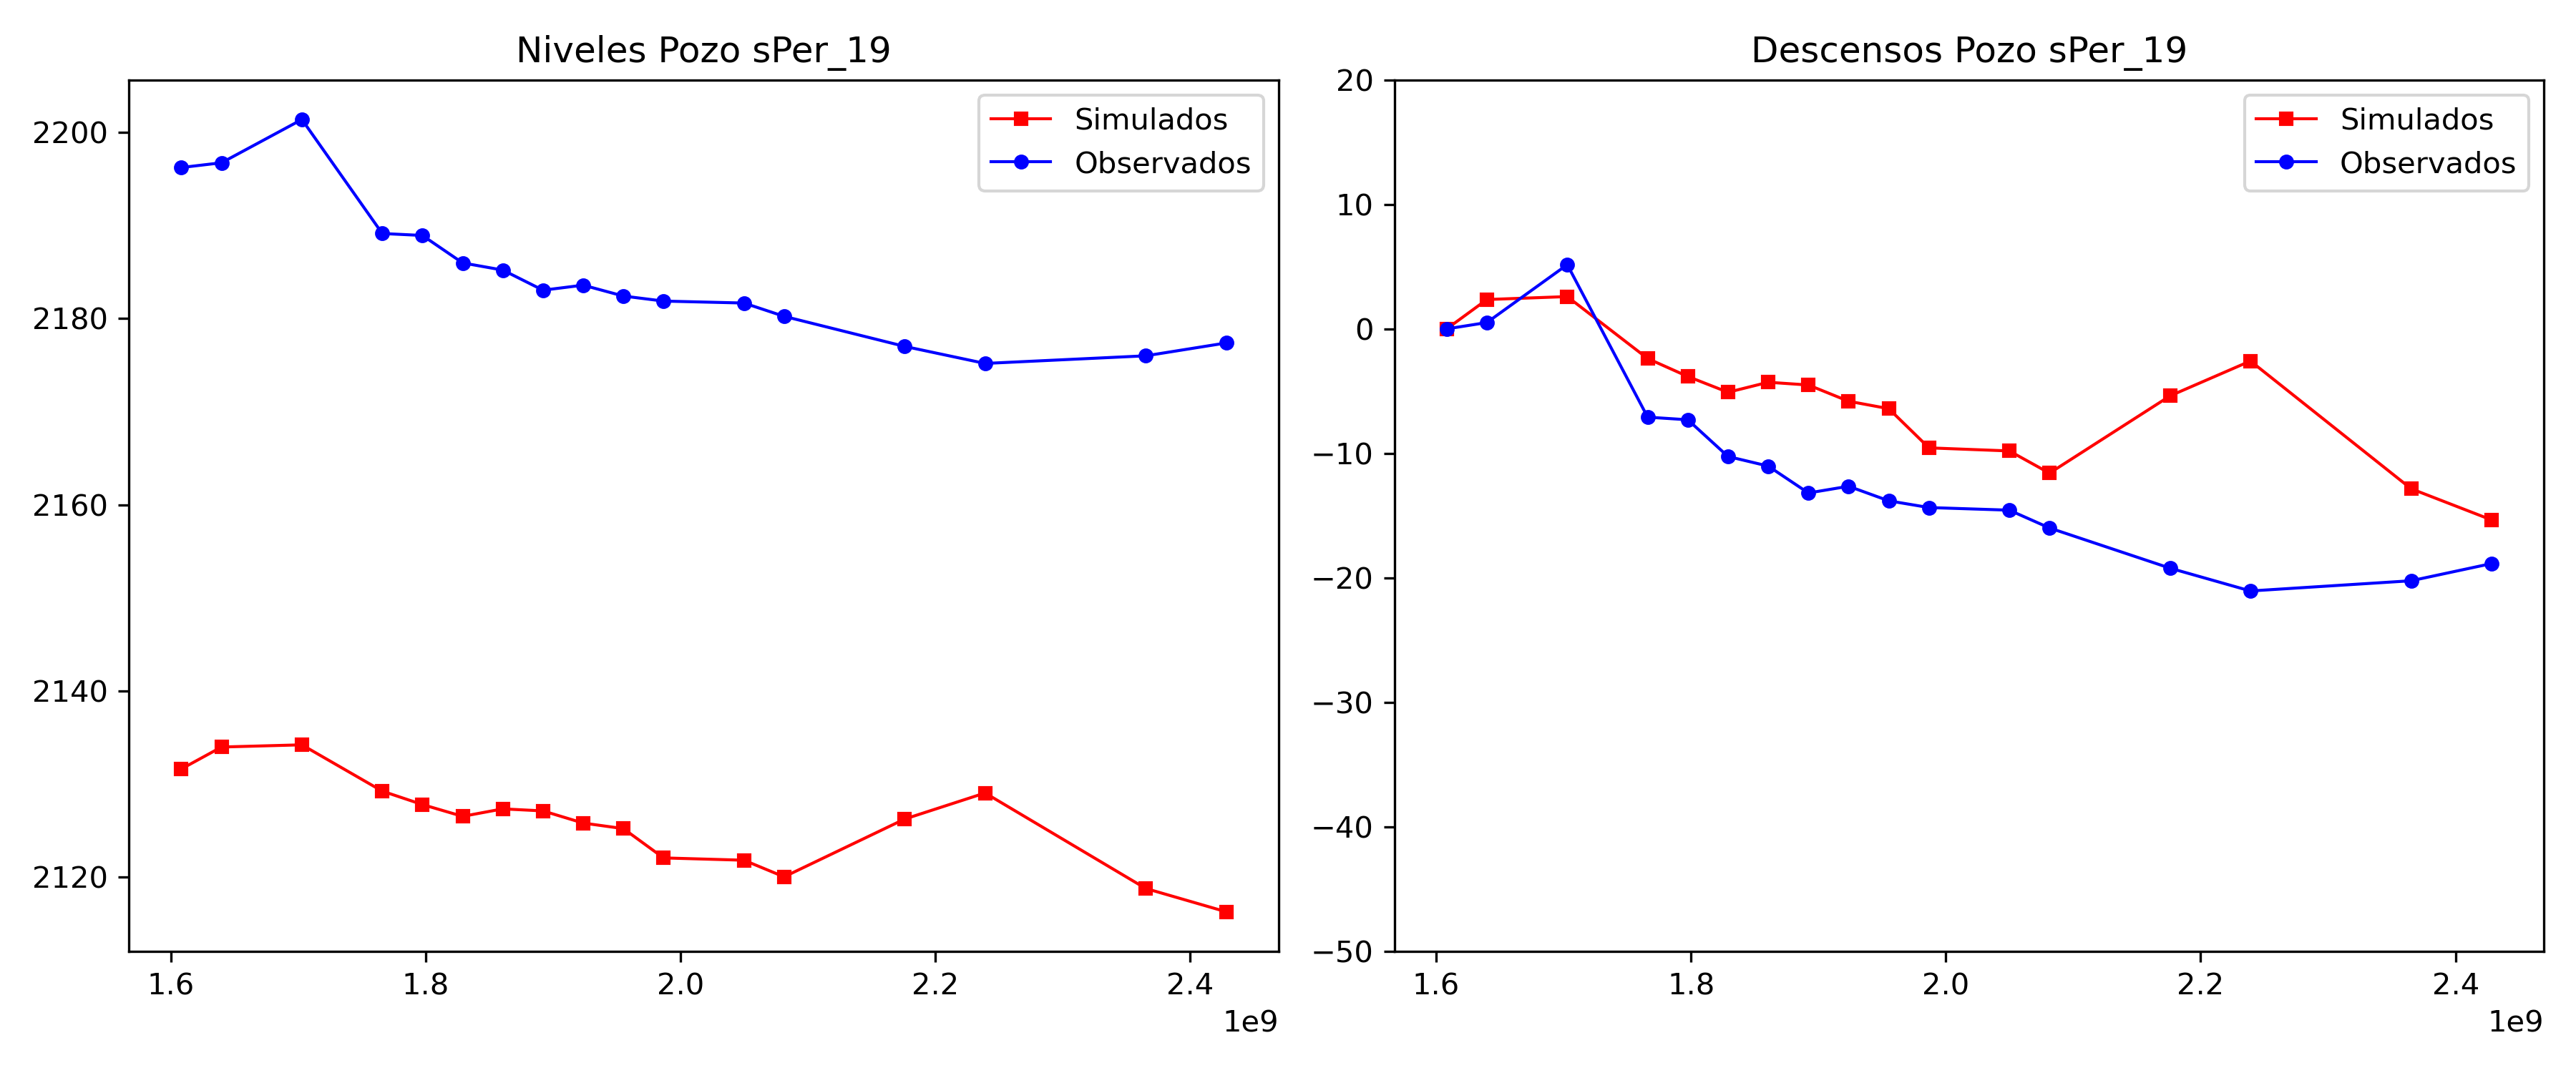 Niveles Pozo sPer_19
Simulados
Observados
2200
2180
2160
2140
2120
1.6 1.8 2.0 2.2 2.4
1e9
Descensos Pozo sPer_19
Simulados
Observados
20
10
0
−10
−20
−30
−40
−50
1.6 1.8 2.0 2.2 2.4
1e9